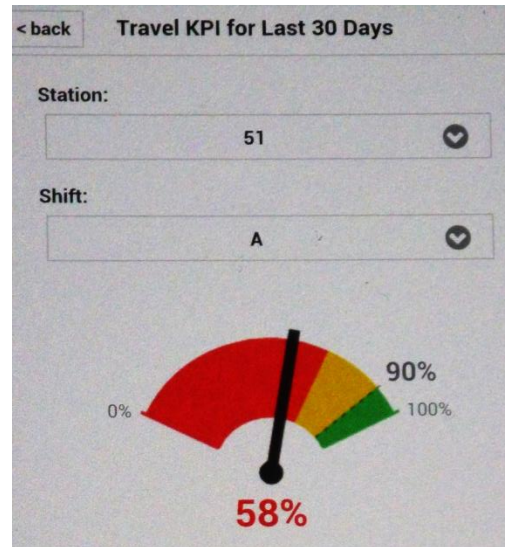 < back Travel KPI for Last 30 Days
Station:
51
Shift:
A
90%
0% 100%
58%